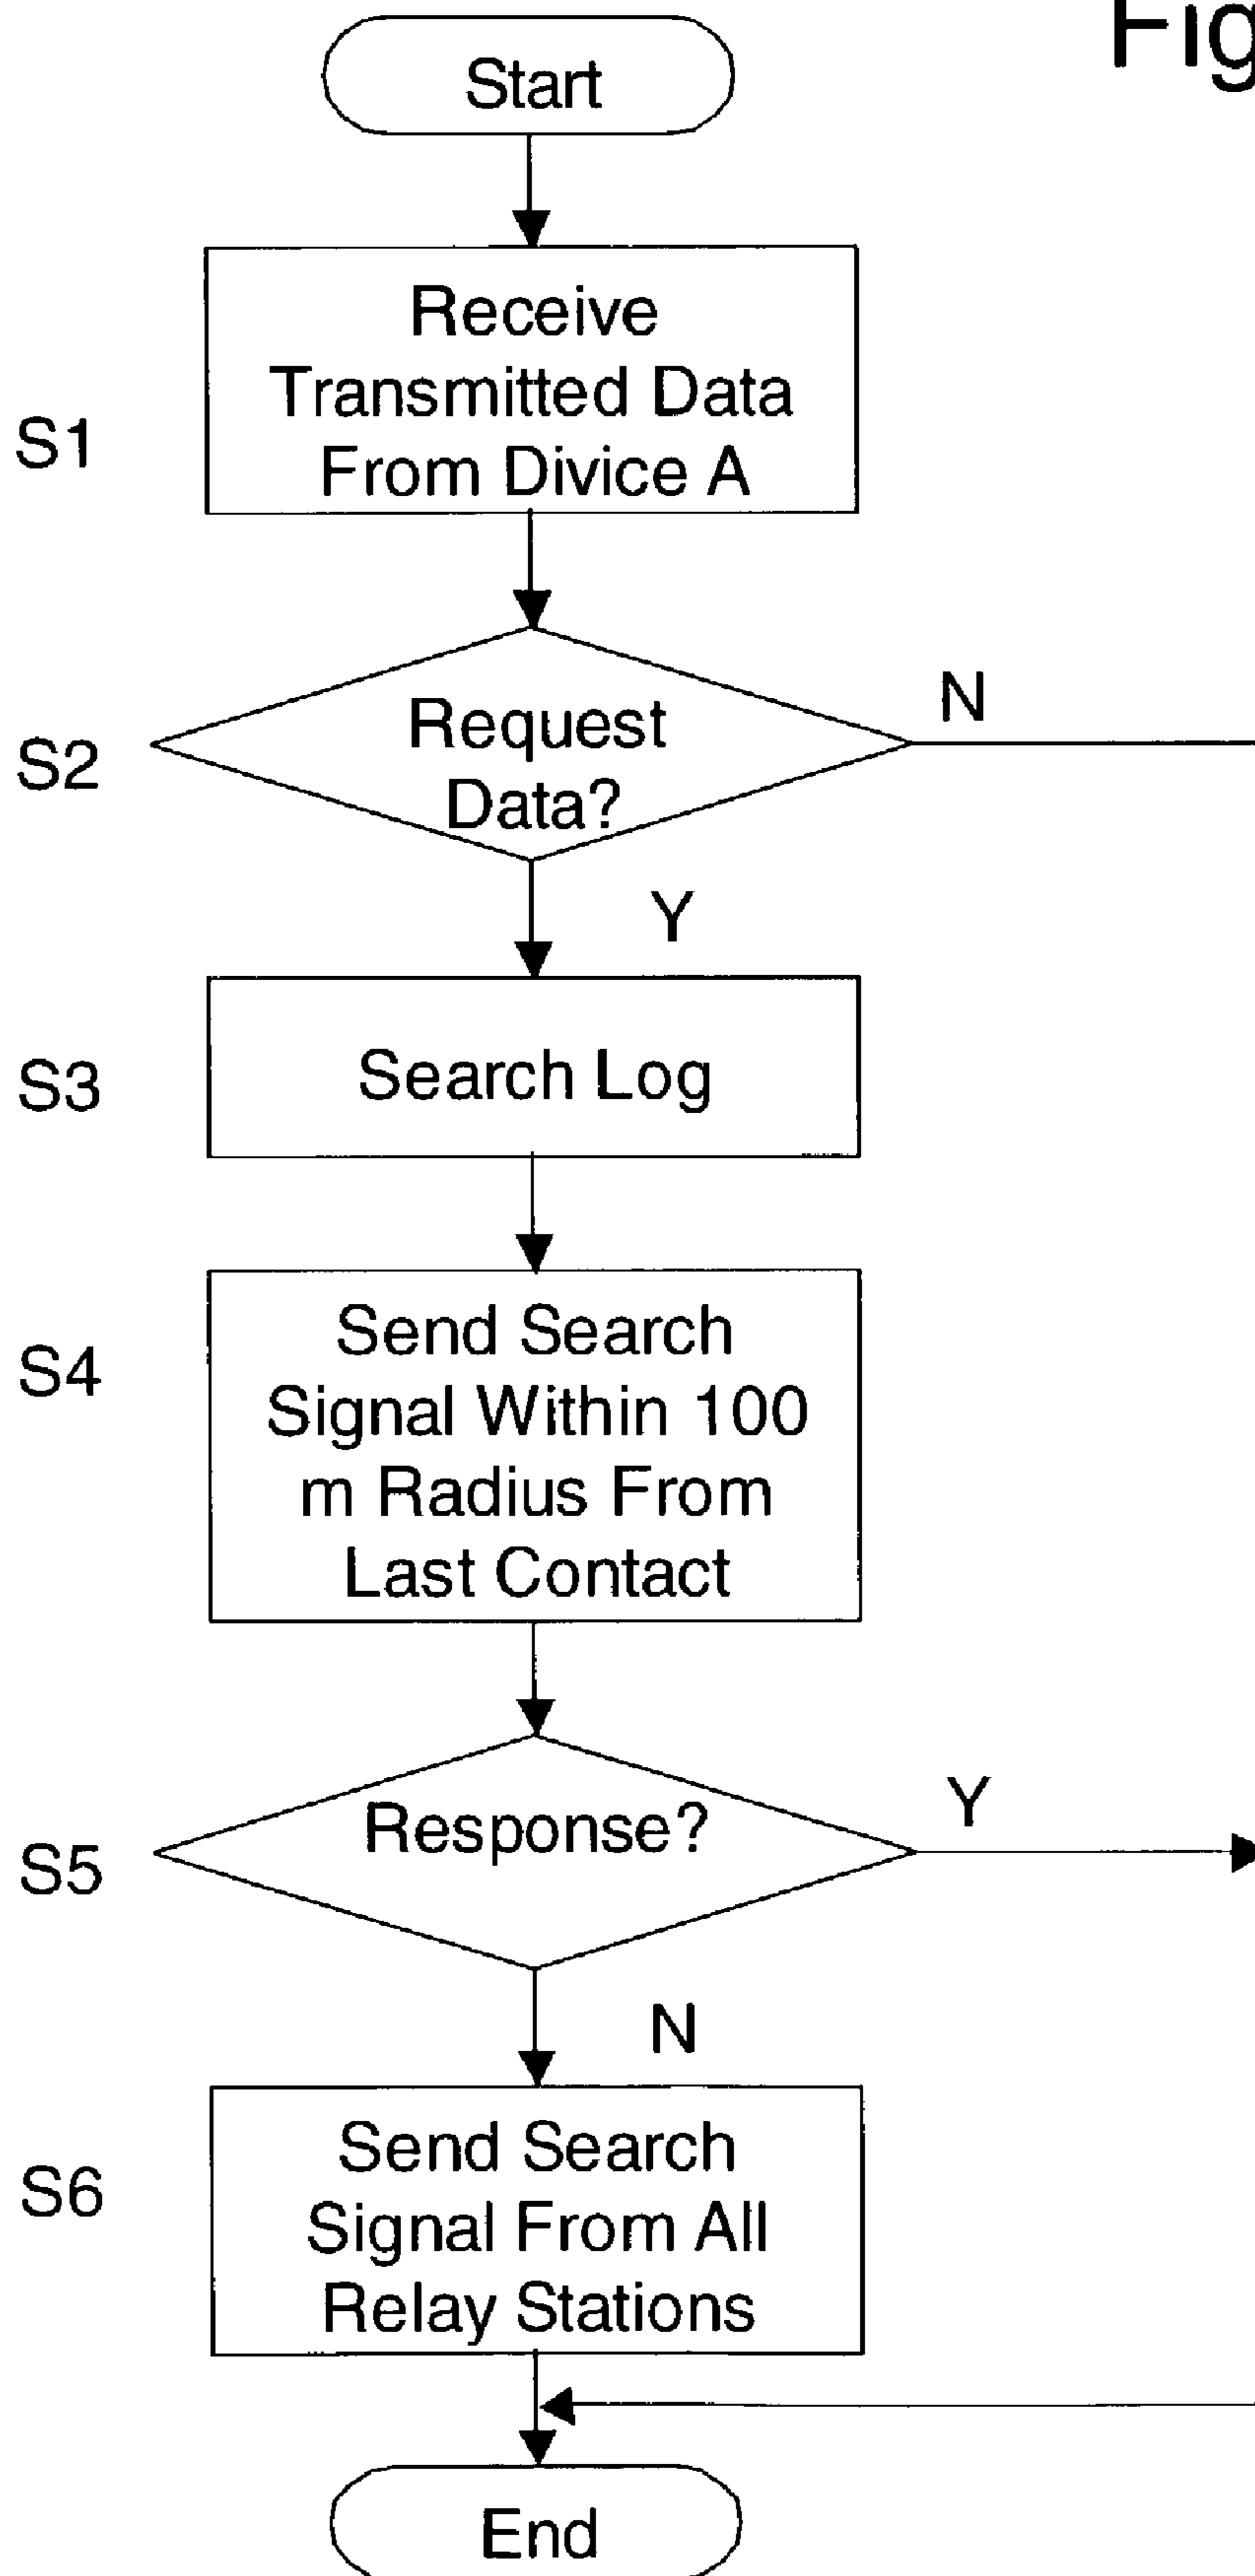 Fig
Start
S1
Receive
Transmitted Data
From Divice A
S2
Request
Data?
N
Y
S3
Search Log
S4
Send Search
Signal Within 100
m Radius From
Last Contact
S5
Response?
Y
N
S6
Send Search
Signal From All
Relay Stations
End